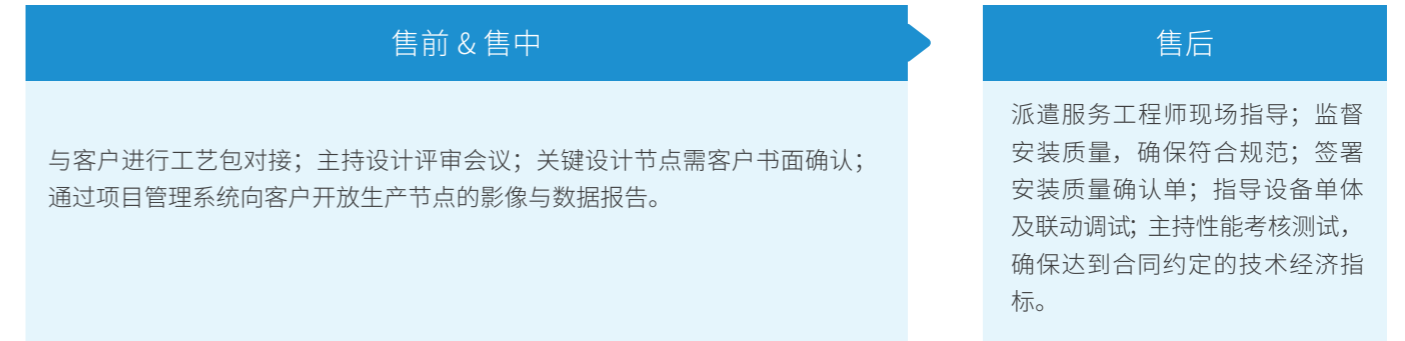 售前 & 售中
与客户进行工艺包对接；主持设计评审会议；关键设计节点需客户书面确认；
通过项目管理系统向客户开放生产节点的影像与数据报告。
售后
派遣服务工程师现场指导；监督
安装质量，确保符合规范；签署
安装质量确认单；指导设备单体
及联动调试; 主持性能考核测试，
确保达到合同约定的技术经济指
标。